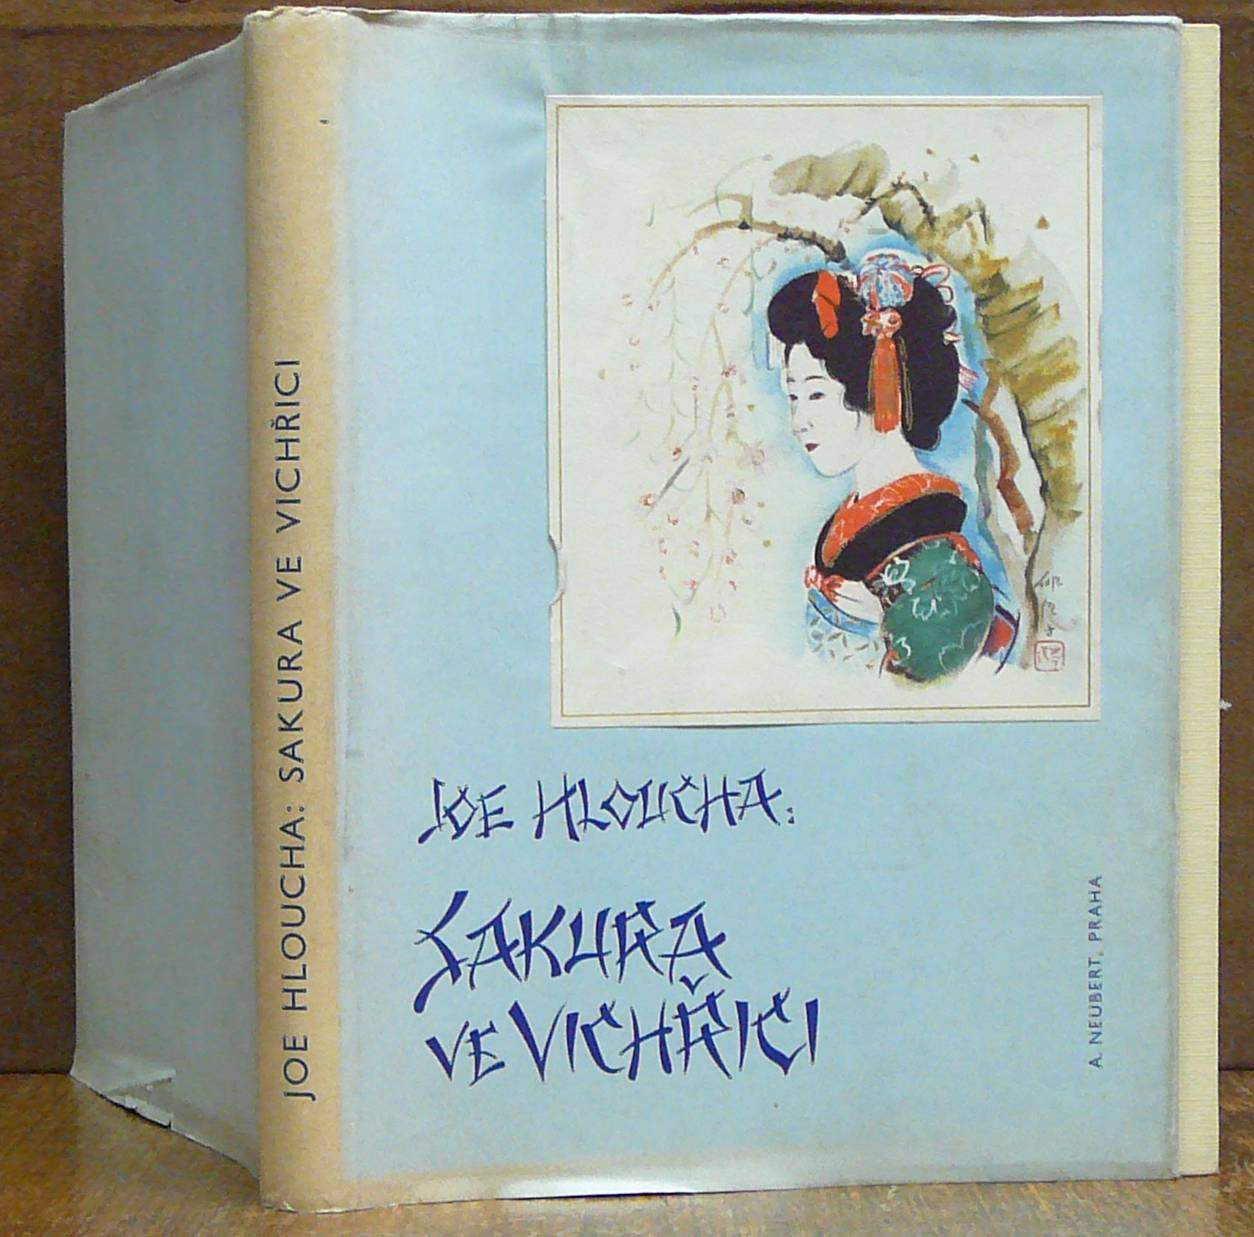 JOE HLOUCHA: SAKURA VE VICHŘICI
JOE HLOUCHA:
SAKURA
VE VICHŘICI
A. NEUBERT, PRAHA